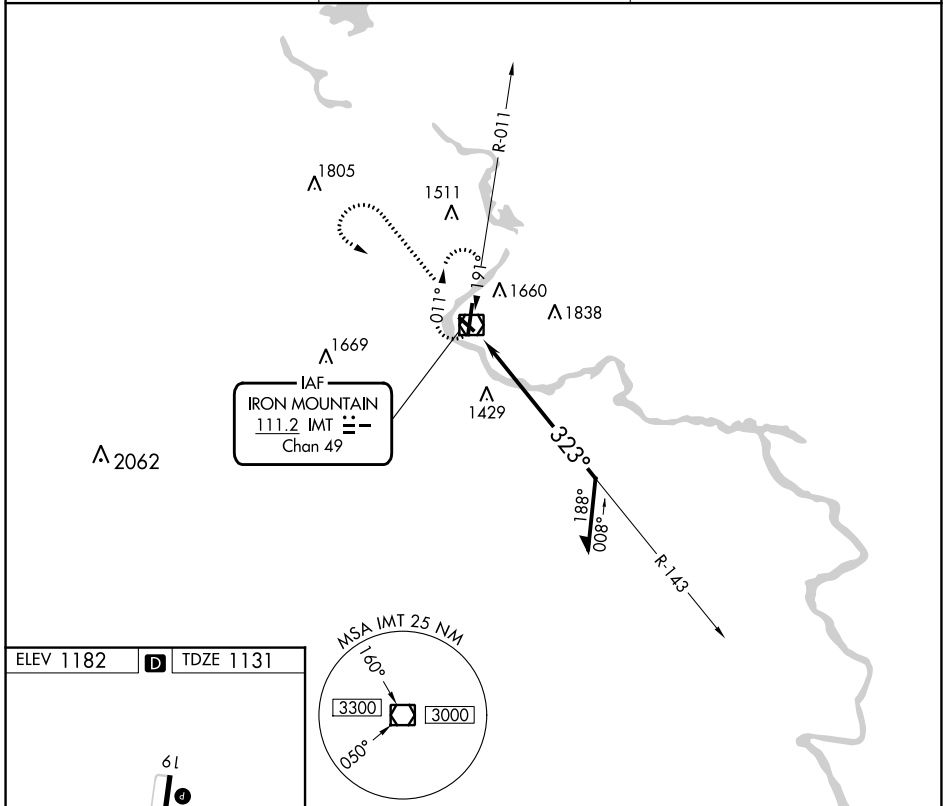 R-011
1805
1511
191°
011°
1660
1838
1669
IAF
IRON MOUNTAIN
111.2 IMT
Chan 49
1429
2062
323°
188°
008°
R-143
MSA IMT 25 NM
160°
3300
3000
050°
ELEV 1182
D
TDZE 1131
19
P